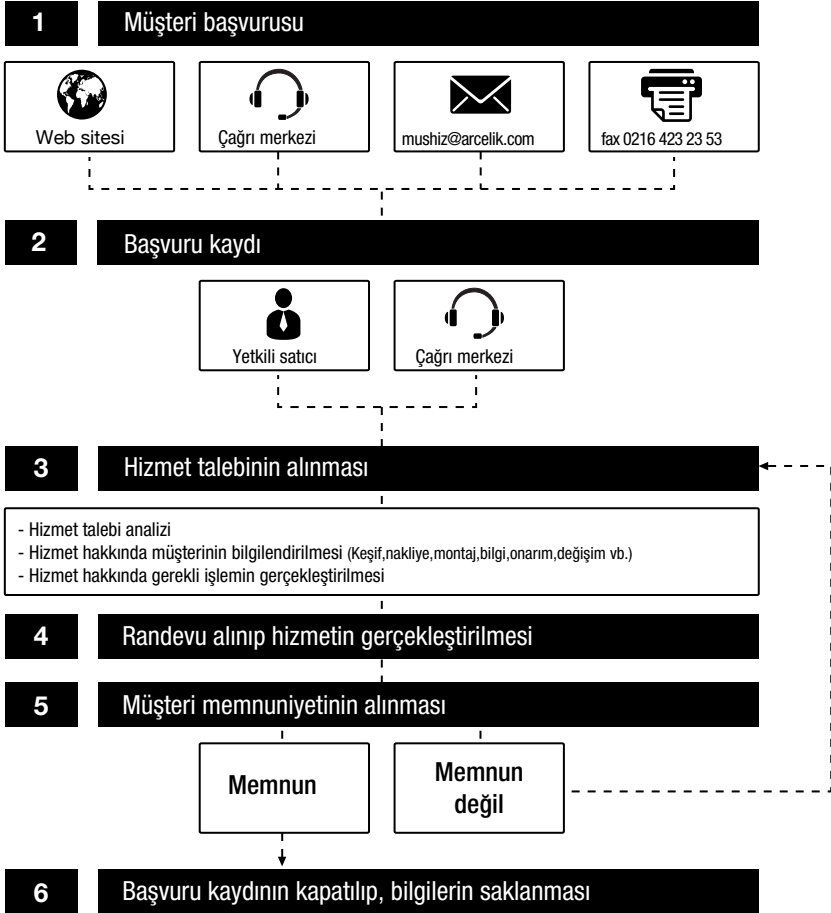 1 Müşteri başvurusu
Web sitesi
Çağrı merkezi
mushiz@arcelik.com
fax 0216 423 23 53
2 Başvuru kaydı
Yetkili satıcı
Çağrı merkezi
3 Hizmet talebinin alınması
- Hizmet talebi analizi
- Hizmet hakkında müşterinin bilgilendirilmesi (Keşif,nakliye,montaj,bilgi,onarım,değişim vb.)
- Hizmet hakkında gerekli işlemin gerçekleştirilmesi
4 Randevu alınıp hizmetin gerçekleştirilmesi
5 Müşteri memnuniyetinin alınması
Memnun
Memnun
değil
6 Başvuru kaydının kapatılıp, bilgilerin saklanması